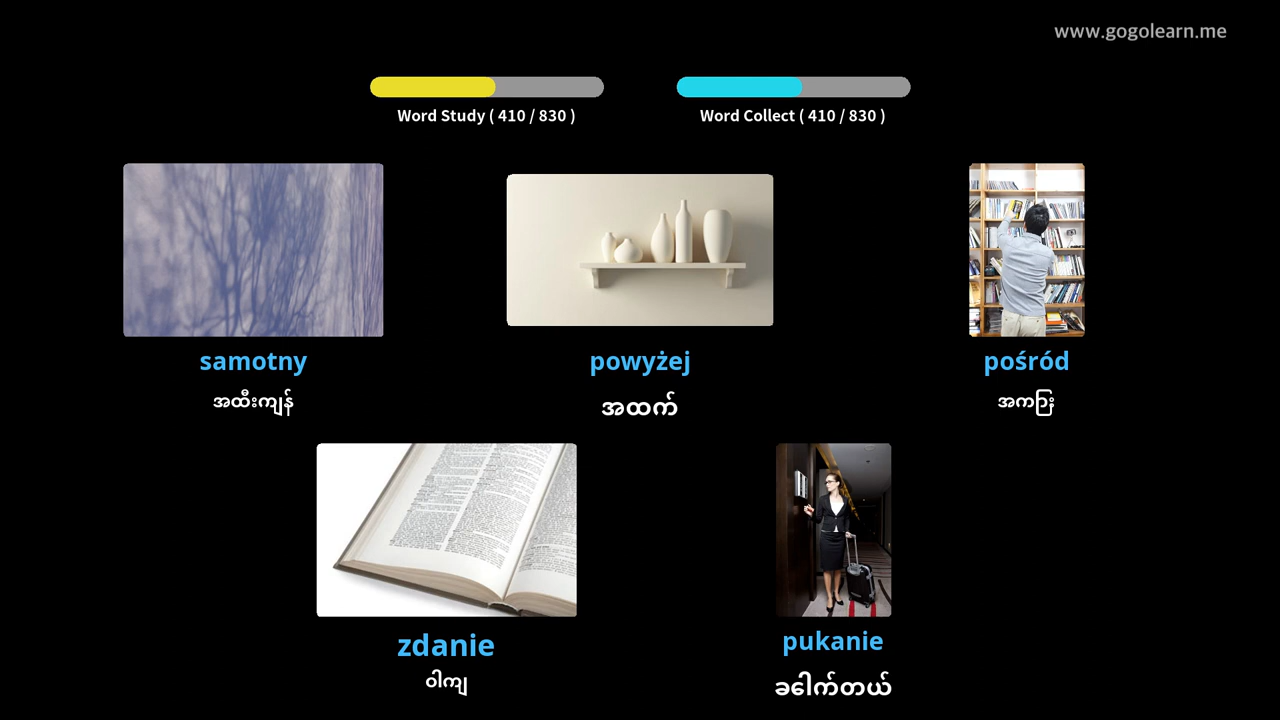 www.gogolearn.me
Word Study ( 410 / 830 )
Word Collect ( 410 / 830 )
samotny
powyżej
pośród
အထီးကျန်
အထက်
အကြား
zdanie
pukanie
ဝါကျ
ခေါက်တယ်